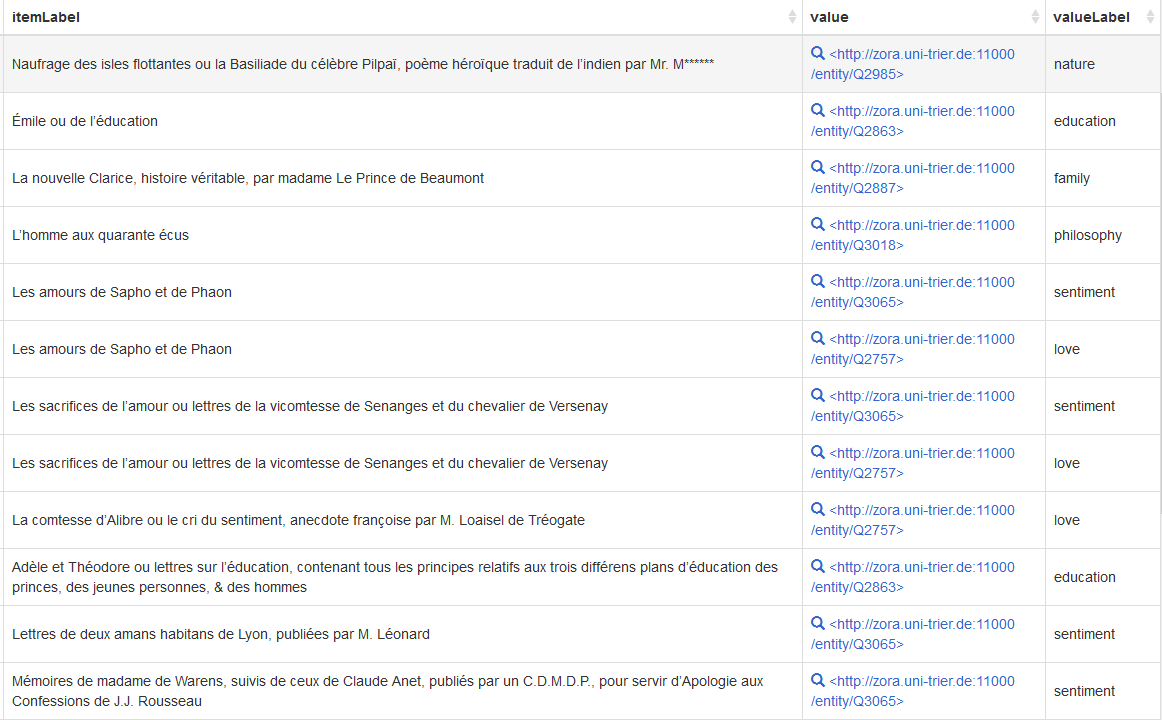 itemLabel value valueLabel
Naufrage des isles flottantes ou la Basiliade du célèbre Pilpaï, poème héroïque traduit de l’indien par Mr. M****** <http://zora.uni-trier.de:11000
/entity/Q2985> nature
Émile ou de l’éducation <http://zora.uni-trier.de:11000
/entity/Q2863> education
La nouvelle Clarice, histoire véritable, par madame Le Prince de Beaumont <http://zora.uni-trier.de:11000
/entity/Q2887> family
L’homme aux quarante écus <http://zora.uni-trier.de:11000
/entity/Q3018> philosophy
Les amours de Sapho et de Phaon <http://zora.uni-trier.de:11000
/entity/Q3065> sentiment
Les amours de Sapho et de Phaon <http://zora.uni-trier.de:11000
/entity/Q2757> love
Les sacrifices de l’amour ou lettres de la vicomtesse de Senanges et du chevalier de Versenay <http://zora.uni-trier.de:11000
/entity/Q3065> sentiment
Les sacrifices de l’amour ou lettres de la vicomtesse de Senanges et du chevalier de Versenay <http://zora.uni-trier.de:11000
/entity/Q2757> love
La comtesse d’Alibre ou le cri du sentiment, anecdote françoise par M. Loaisel de Tréogate <http://zora.uni-trier.de:11000
/entity/Q2757> love
Adèle et Théodore ou lettres sur l’éducation, contenant tous les principes relatifs aux trois différens plans d’éducation des <http://zora.uni-trier.de:11000
princes, des jeunes personnes, & des hommes /entity/Q2863> education
Lettres de deux amans habitans de Lyon, publiées par M. Léonard <http://zora.uni-trier.de:11000
/entity/Q3065> sentiment
Mémoires de madame de Warens, suivis de ceux de Claude Anet, publiés par un C.D.M.D.P., pour servir d’Apologie aux <http://zora.uni-trier.de:11000
Confessions de J.J. Rousseau /entity/Q3065> sentiment